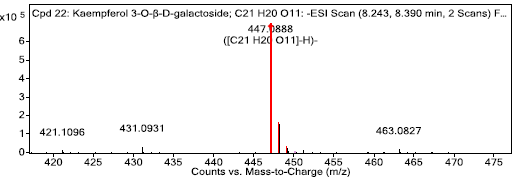 Cpd 22: Kaempferol 3-O-β-D-galactoside; C21 H20 O11: -ESI Scan (8.243, 8.390 min, 2 Scans) F...
x10 5
447.0888
([C21 H20 O11]-H)-
6
5
4
3
2
1
0
421.1096
431.0931
463.0827
420 425 430 435 440 445 450 455 460 465 470 475
Counts vs. Mass-to-Charge (m/z)